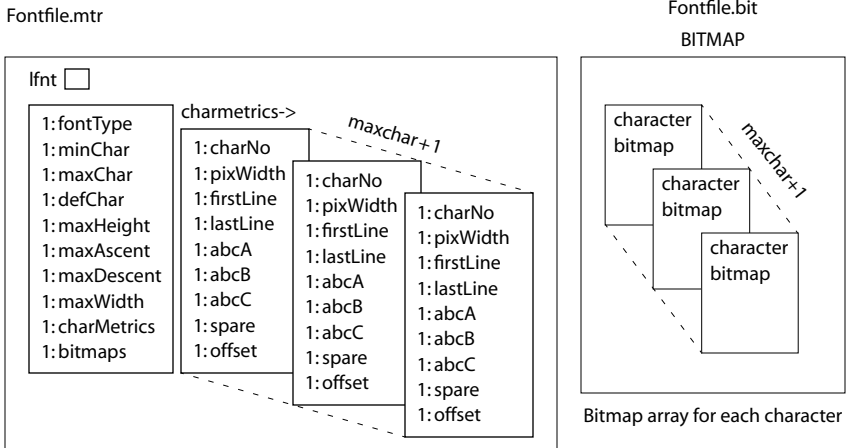 Fontfile.mtr
lfnt
1:fontType
1:minChar
1:maxChar
1:defChar
1:maxHeight
1:maxAscent
1:maxDescent
1:maxWidth
1:charMetrics
1:bitmaps
charmetrics->
maxchar+1
1:charNo
1:pixWidth
1:firstLine
1:lastLine
1:abcA
1:abcB
1:abcC
1:spare
1:offset
1:charNo
1:pixWidth
1:firstLine
1:lastLine
1:abcA
1:abcB
1:abcC
1:spare
1:offset
1:charNo
1:pixWidth
1:firstLine
1:lastLine
1:abcA
1:abcB
1:abcC
1:spare
1:offset
Fontfile.bit
BITMAP
character
bitmap
maxchar+1
character
bitmap
character
bitmap
Bitmap array for each character